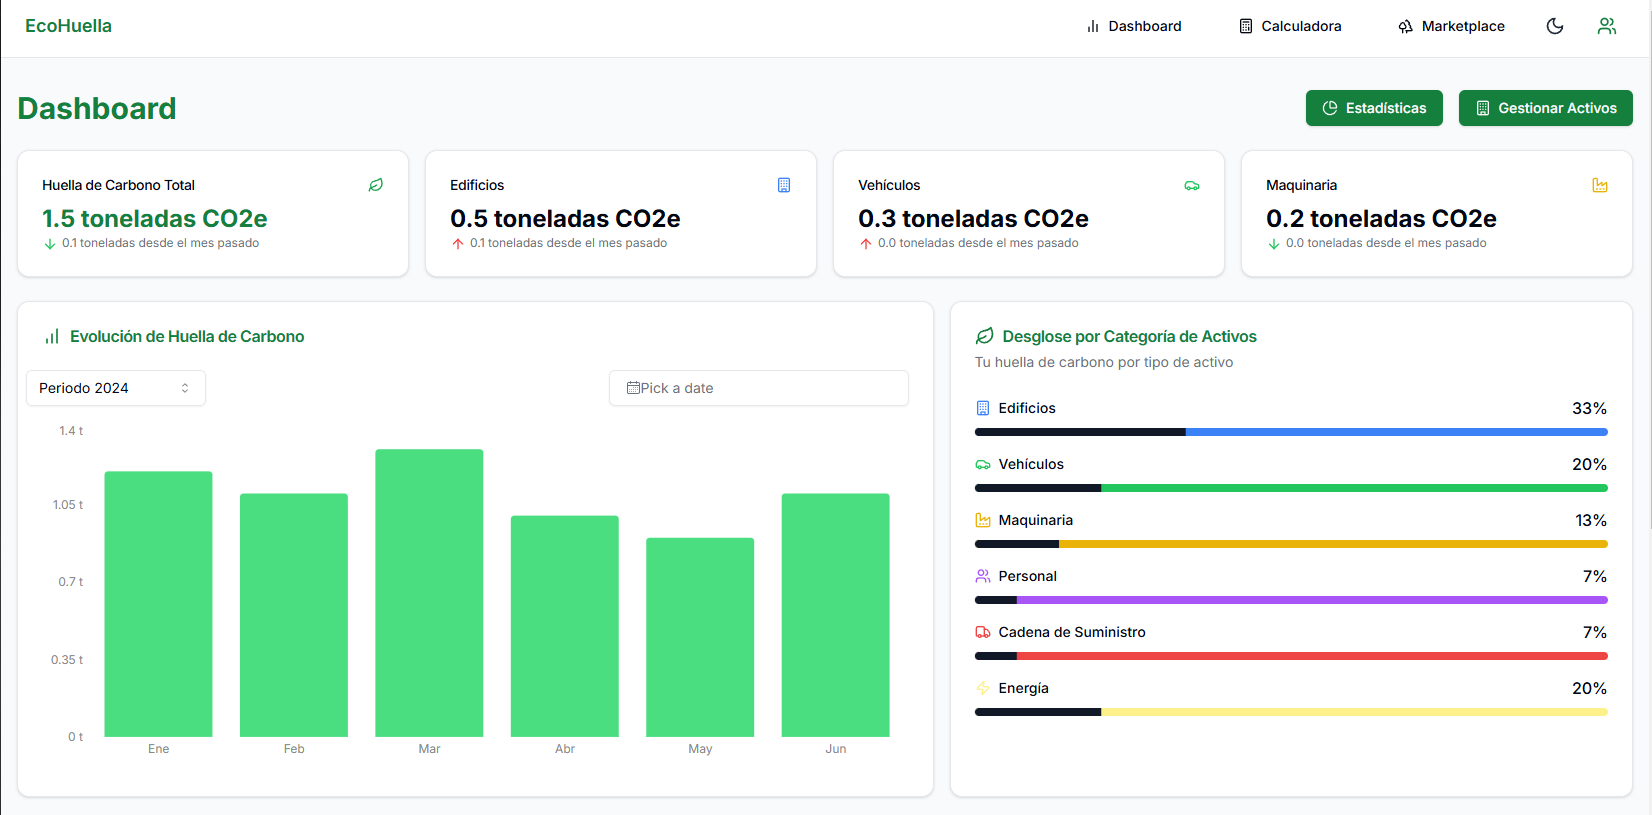 EcoHuella
Dashboard
Calculadora
Marketplace
Dashboard
Estadísticas
Gestionar Activos
Huella de Carbono Total
1.5 toneladas CO2e
0.1 toneladas desde el mes pasado
Edificios
0.5 toneladas CO2e
0.1 toneladas desde el mes pasado
Vehículos
0.3 toneladas CO2e
0.0 toneladas desde el mes pasado
Maquinaria
0.2 toneladas CO2e
0.0 toneladas desde el mes pasado
Evolución de Huella de Carbono
Periodo 2024
Pick a date
1.4 t
1.05 t
0.7 t
0.35 t
0 t
Ene
Feb
Mar
Abr
May
Jun
Desglose por Categoría de Activos
Tu huella de carbono por tipo de activo
Edificios
33%
Vehículos
20%
Maquinaria
13%
Personal
7%
Cadena de Suministro
7%
Energía
20%